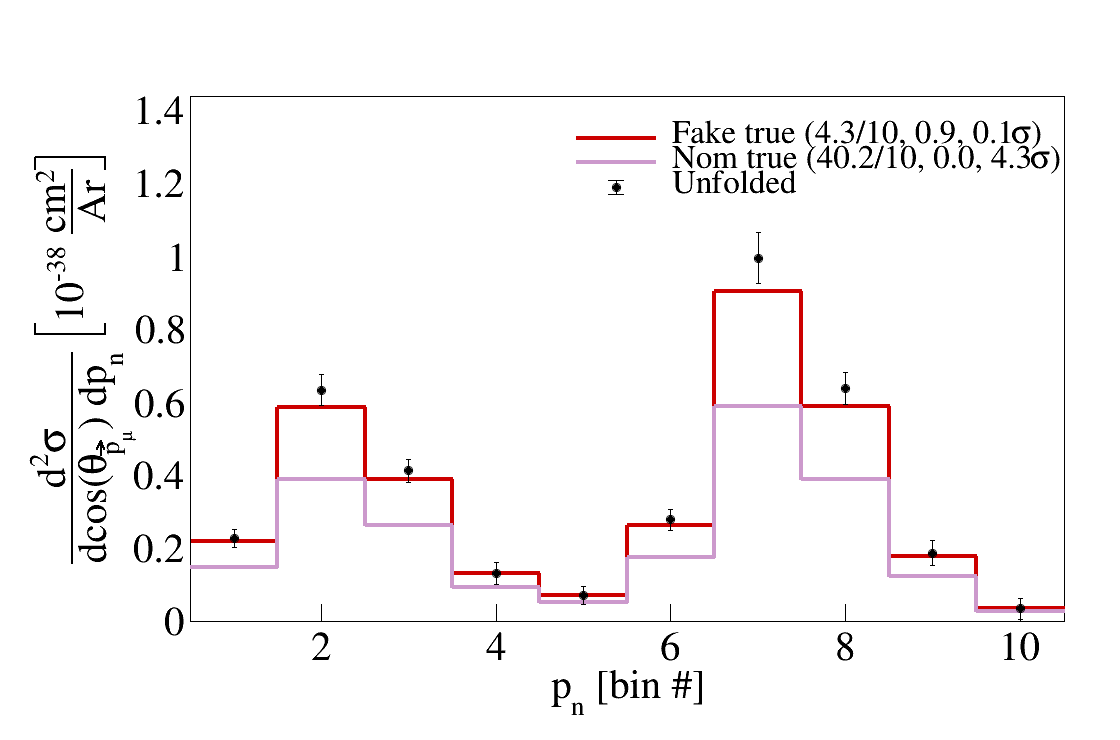 1.4
1.2
1
0.8
0.6
0.4
0.2
0
2
4
6
8
10
Fake true (4.3/10, 0.9, 0.1σ)
Nom true (40.2/10, 0.0, 4.3σ)
Unfolded
d²σ
dcos(θ_{p⃗_μ}) dp_n
[10⁻³⁸ cm²/Ar]
p_n [bin #]